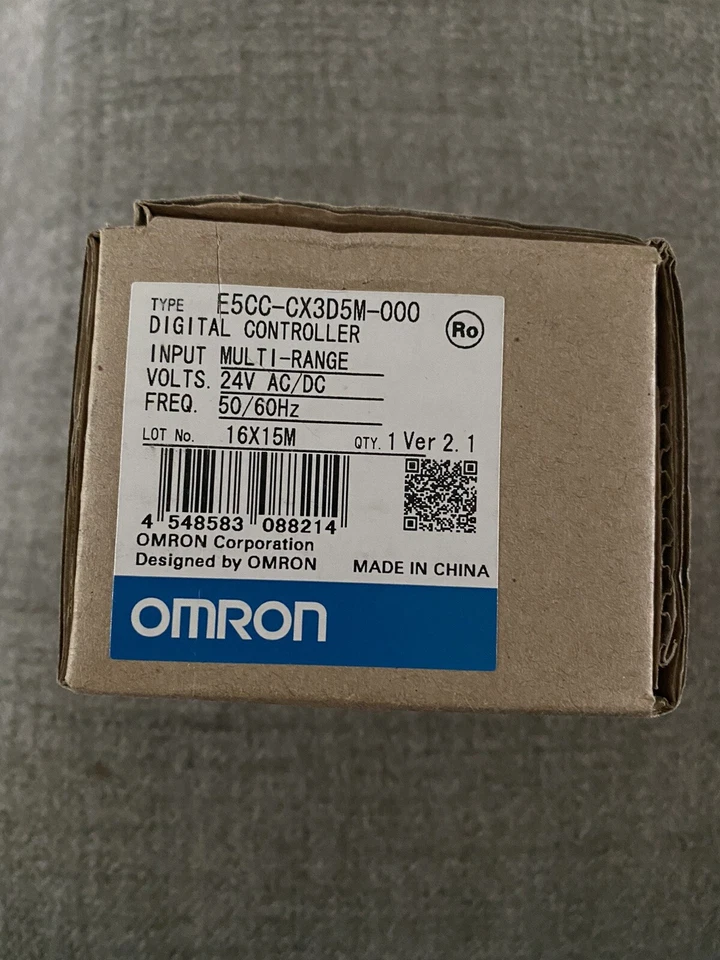 TYPE E5CC-CX3D5M-000
DIGITAL CONTROLLER
Ro
INPUT MULTI-RANGE
VOLTS. 24V AC/DC
FREQ. 50/60Hz
LOT No. 16X15M QTY. 1 Ver 2.1
4 548583 088214
OMRON Corporation
Designed by OMRON MADE IN CHINA
OMRON